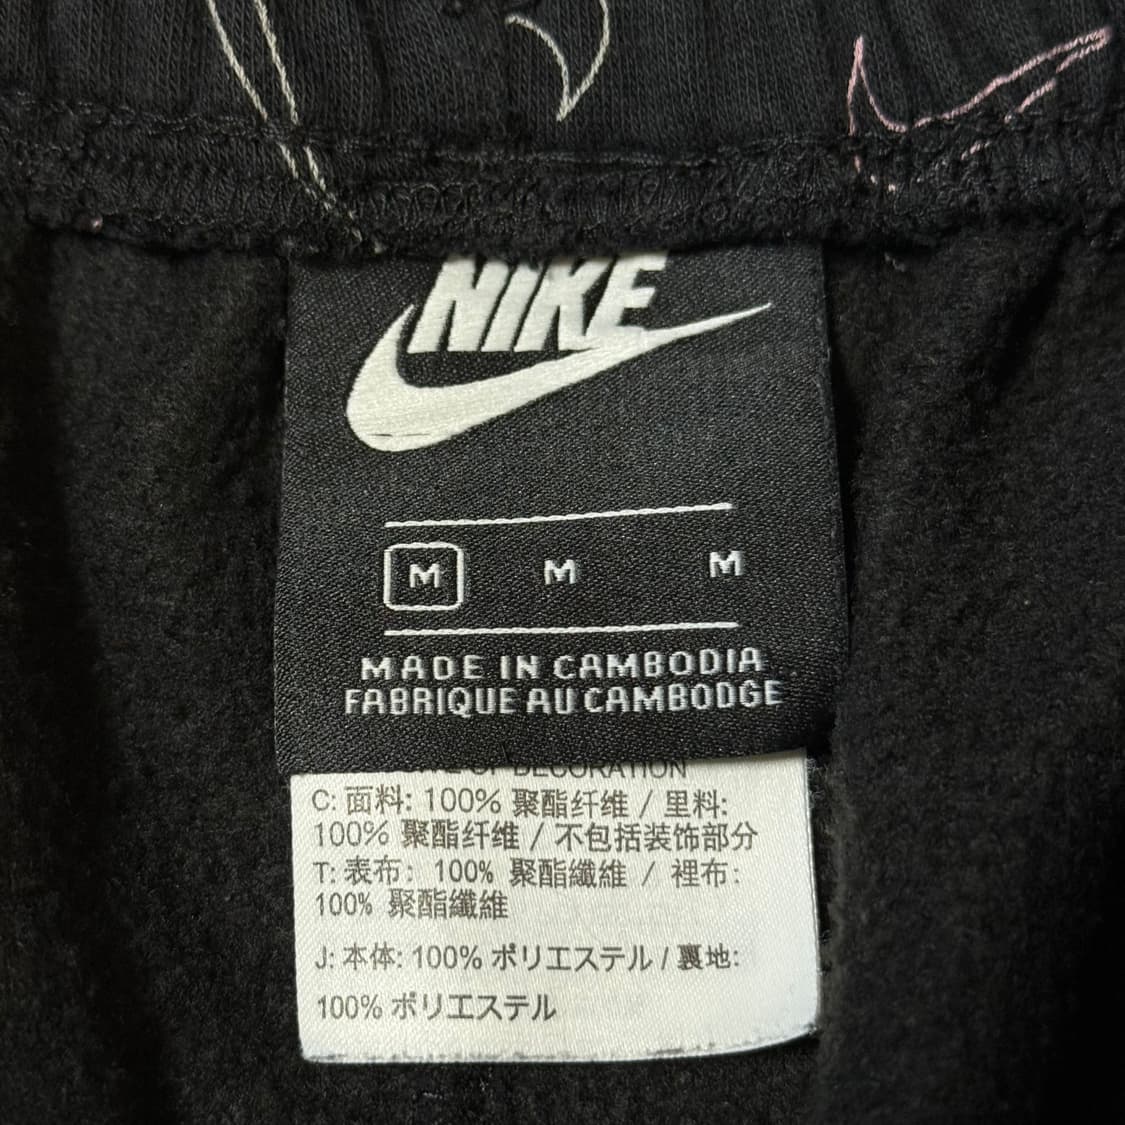 NIKE
M M M
MADE IN CAMBODIA
FABRIQUE AU CAMBODGE
OF DECORATION
C: 面料: 100% 聚酯纤维 / 里料:
100% 聚酯纤维 / 不包括装饰部分
T: 表布: 100% 聚酯纖維 / 裡布:
100% 聚酯纖維
J: 本体: 100% ポリエステル / 裏地:
100% ポリエステル